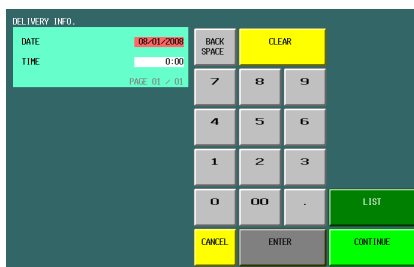 DELIVERY INFO.
DATE 08/01/2008
TIME 0:00
PAGE 01 / 01
BACK SPACE
CLEAR
7 8 9
4 5 6
1 2 3
0 00 .
LIST
CANCEL
ENTER
CONTINUE